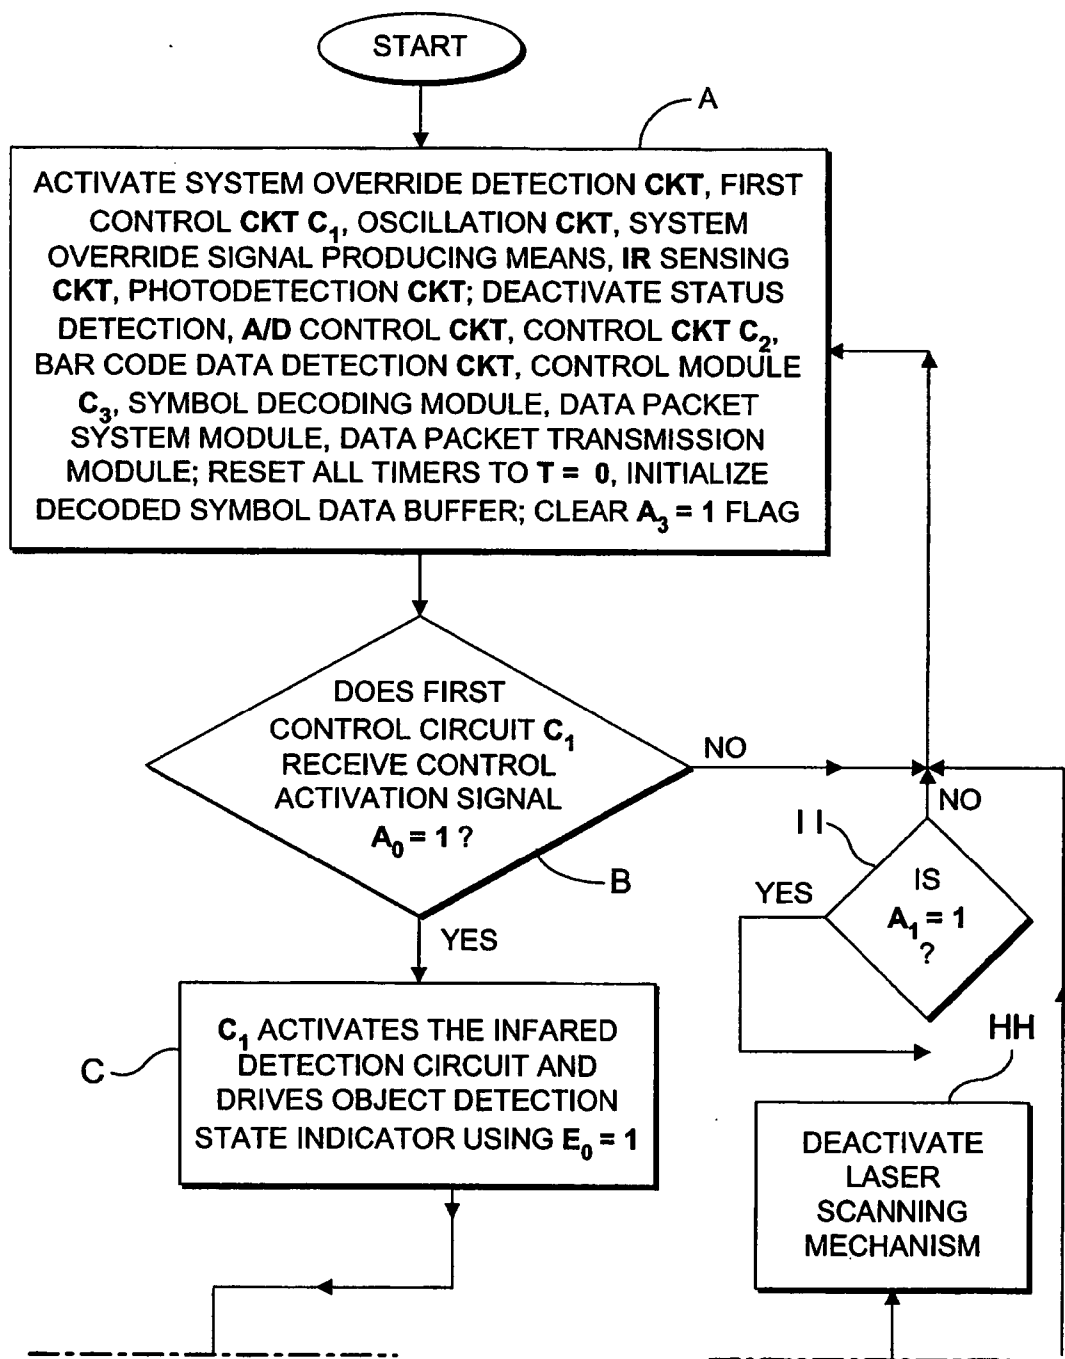 START
A
ACTIVATE SYSTEM OVERRIDE DETECTION CKT, FIRST
CONTROL CKT C₁, OSCILLATION CKT, SYSTEM
OVERRIDE SIGNAL PRODUCING MEANS, IR SENSING
CKT, PHOTODETECTION CKT; DEACTIVATE STATUS
DETECTION, A/D CONTROL CKT, CONTROL CKT C₂,
BAR CODE DATA DETECTION CKT, CONTROL MODULE
C₃, SYMBOL DECODING MODULE, DATA PACKET
SYSTEM MODULE, DATA PACKET TRANSMISSION
MODULE; RESET ALL TIMERS TO T = 0, INITIALIZE
DECODED SYMBOL DATA BUFFER; CLEAR A₃ = 1 FLAG
DOES FIRST
CONTROL CIRCUIT C₁
RECEIVE CONTROL
ACTIVATION SIGNAL
A₀ = 1 ?
NO
B
YES
NO
II
YES
IS
A₁ = 1
?
C
C₁ ACTIVATES THE INFARED
DETECTION CIRCUIT AND
DRIVES OBJECT DETECTION
STATE INDICATOR USING E₀ = 1
HH
DEACTIVATE
LASER
SCANNING
MECHANISM